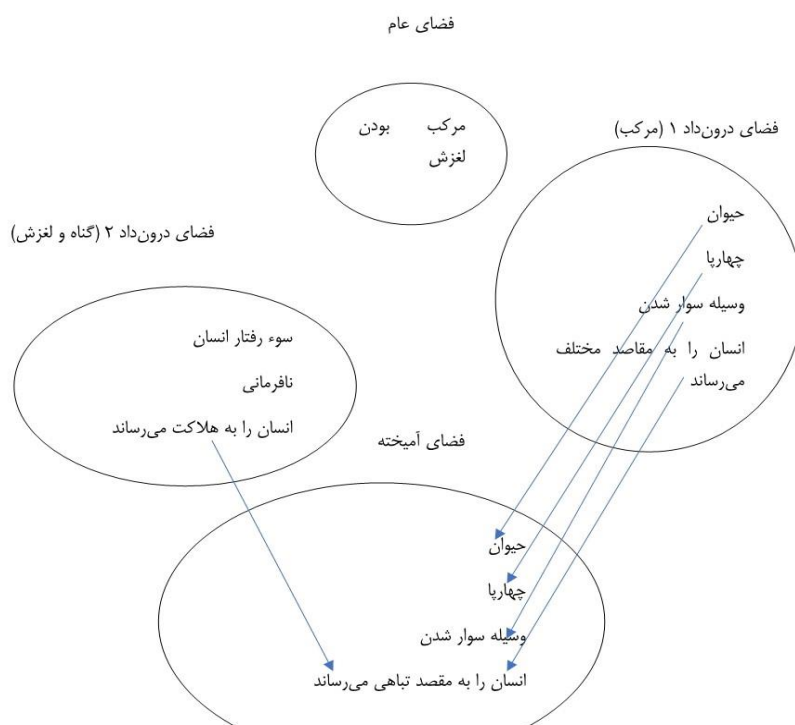 فضای عام
مرکب بودن
لغزش
فضای درون‌داد ۱ (مرکب)
حیوان
چهارپا
وسیله سوار شدن
انسان را به مقاصد مختلف
می‌رساند
فضای درون‌داد ۲ (گناه و لغزش)
سوء رفتار انسان
نافرمانی
انسان را به هلاکت می‌رساند
فضای آمیخته
حیوان
چهارپا
وسیله سوار شدن
انسان را به مقصد تباهی می‌رساند